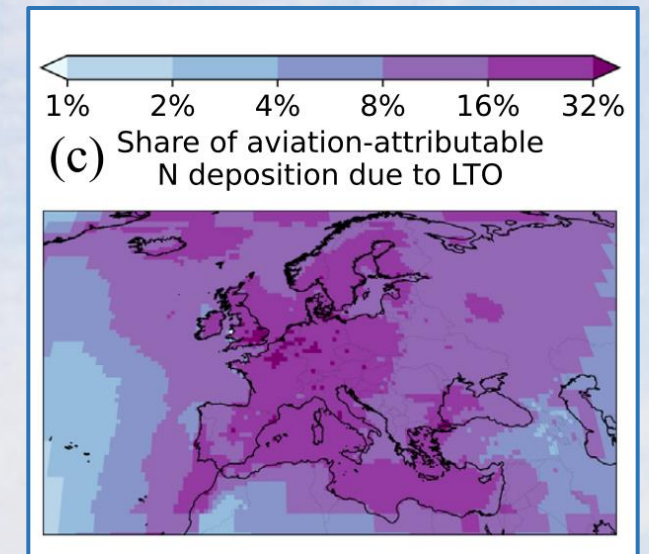 1% 2% 4% 8% 16% 32%
(c) Share of aviation-attributable
N deposition due to LTO